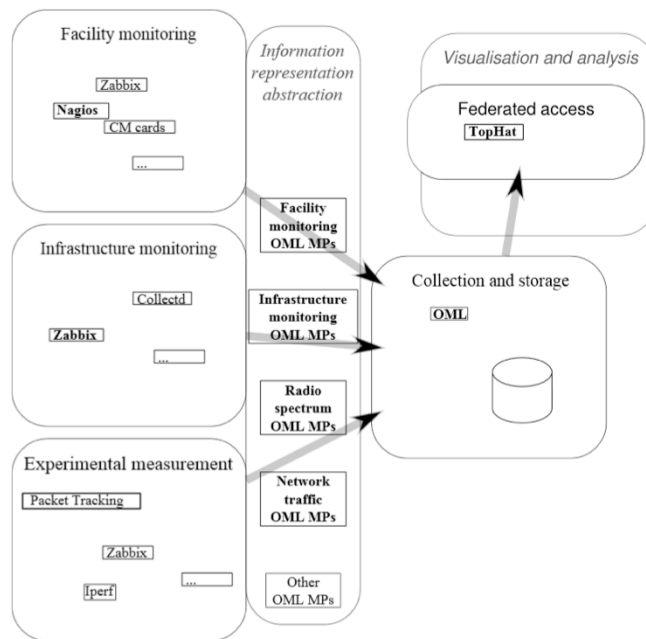 Facility monitoring
Zabbix
Nagios
CM cards
...
Infrastructure monitoring
Collectd
Zabbix
...
Experimental measurement
Packet Tracking
Zabbix
...
Iperf
Information
representation
abstraction
Facility
monitoring
OML MPs
Infrastructure
monitoring
OML MPs
Radio
spectrum
OML MPs
Network
traffic
OML MPs
Other
OML MPs
Visualisation and analysis
Federated access
TopHat
Collection and storage
OML